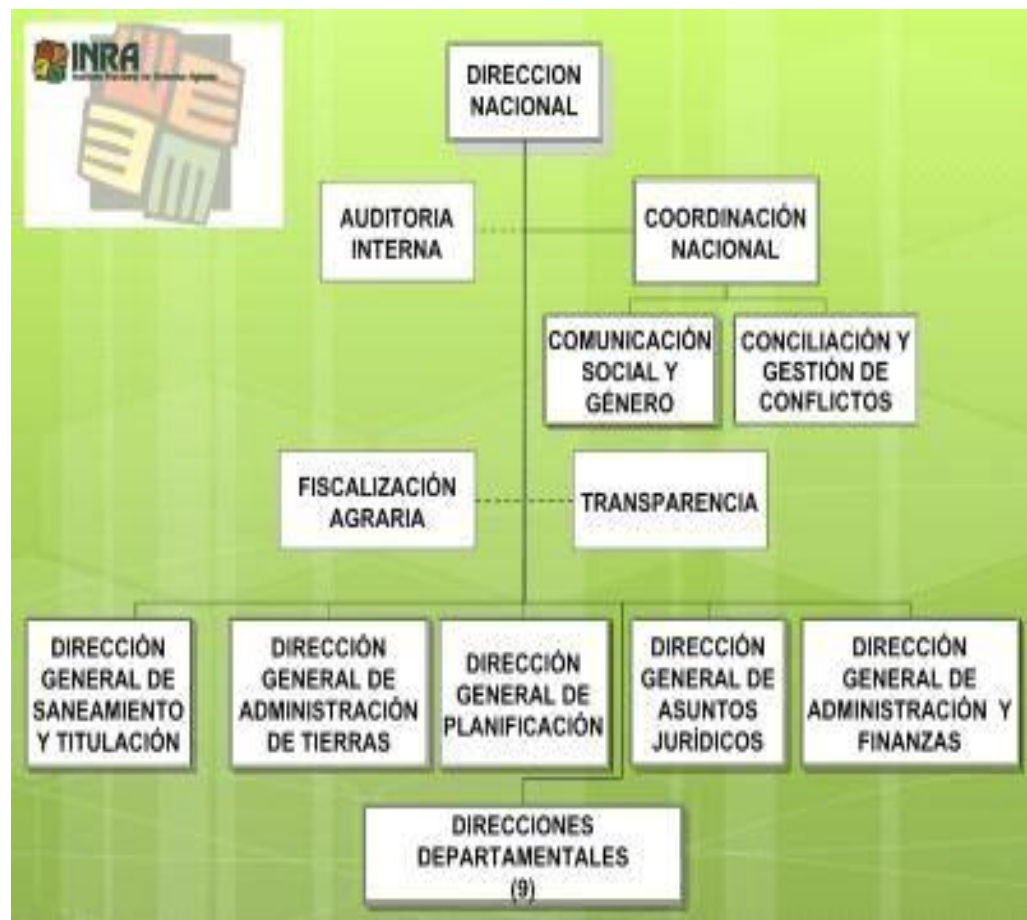 INRA
DIRECCION
NACIONAL
AUDITORIA
INTERNA
COORDINACIÓN
NACIONAL
COMUNICACIÓN
SOCIAL Y
GÉNERO
CONCILIACIÓN Y
GESTIÓN DE
CONFLICTOS
FISCALIZACIÓN
AGRARIA
TRANSPARENCIA
DIRECCIÓN
GENERAL DE
SANEAMIENTO
Y TITULACIÓN
DIRECCIÓN
GENERAL DE
ADMINISTRACIÓN
DE TIERRAS
DIRECCIÓN
GENERAL DE
PLANIFICACIÓN
DIRECCIÓN
GENERAL DE
ASUNTOS
JURÍDICOS
DIRECCIÓN
GENERAL DE
ADMINISTRACIÓN Y
FINANZAS
DIRECCIONES
DEPARTAMENTALES
(9)